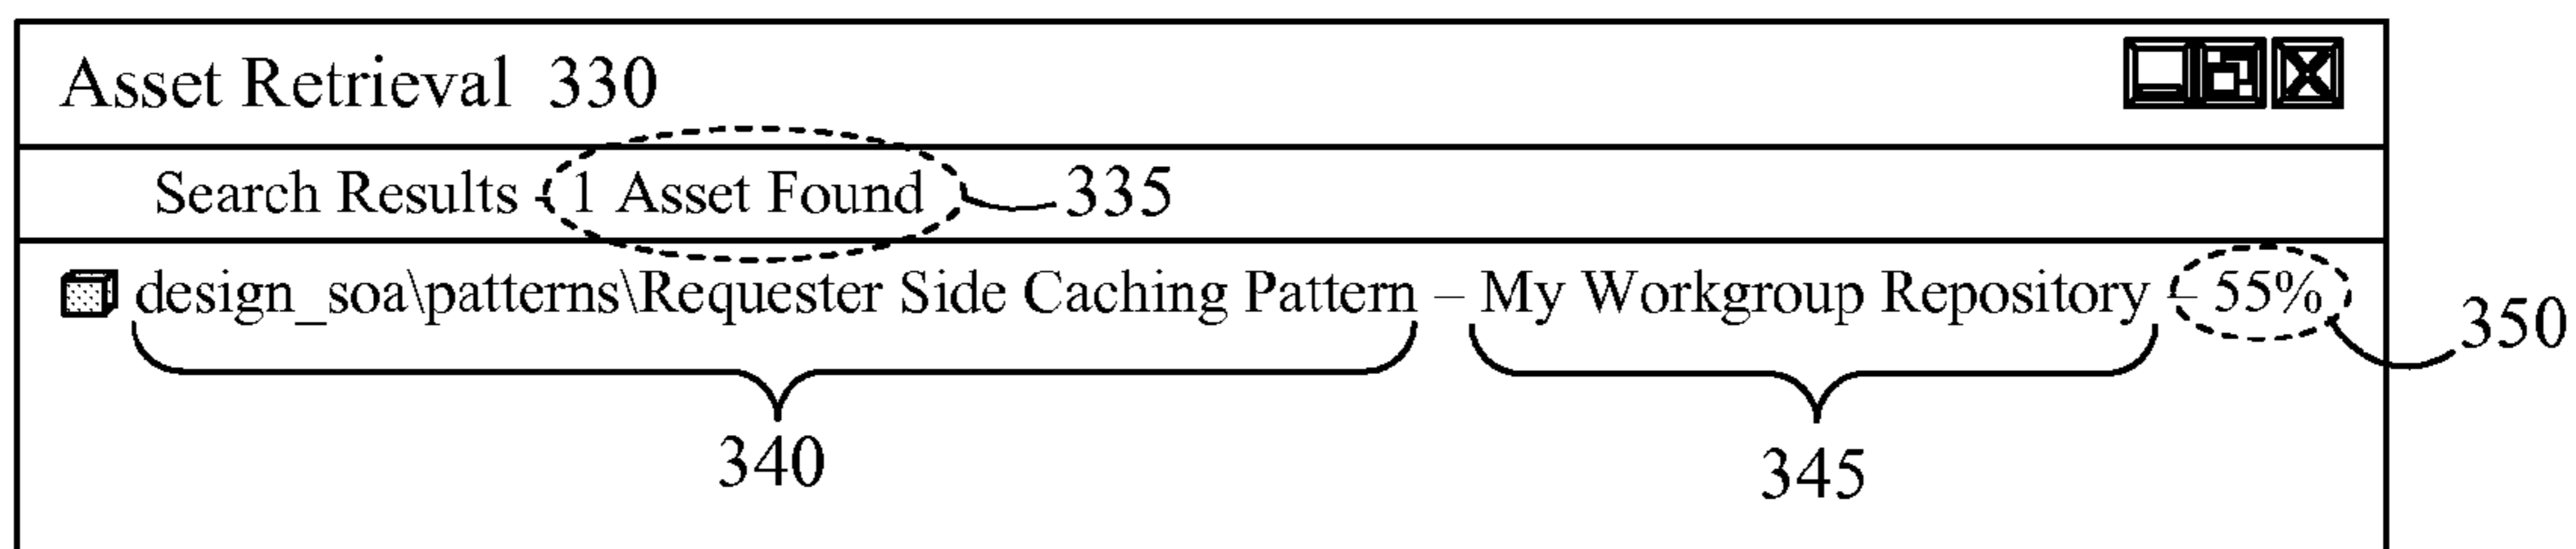 Asset Retrieval 330
Search Results - 1 Asset Found 335
design_soa\patterns\Requester Side Caching Pattern – My Workgroup Repository – 55%
350
340
345